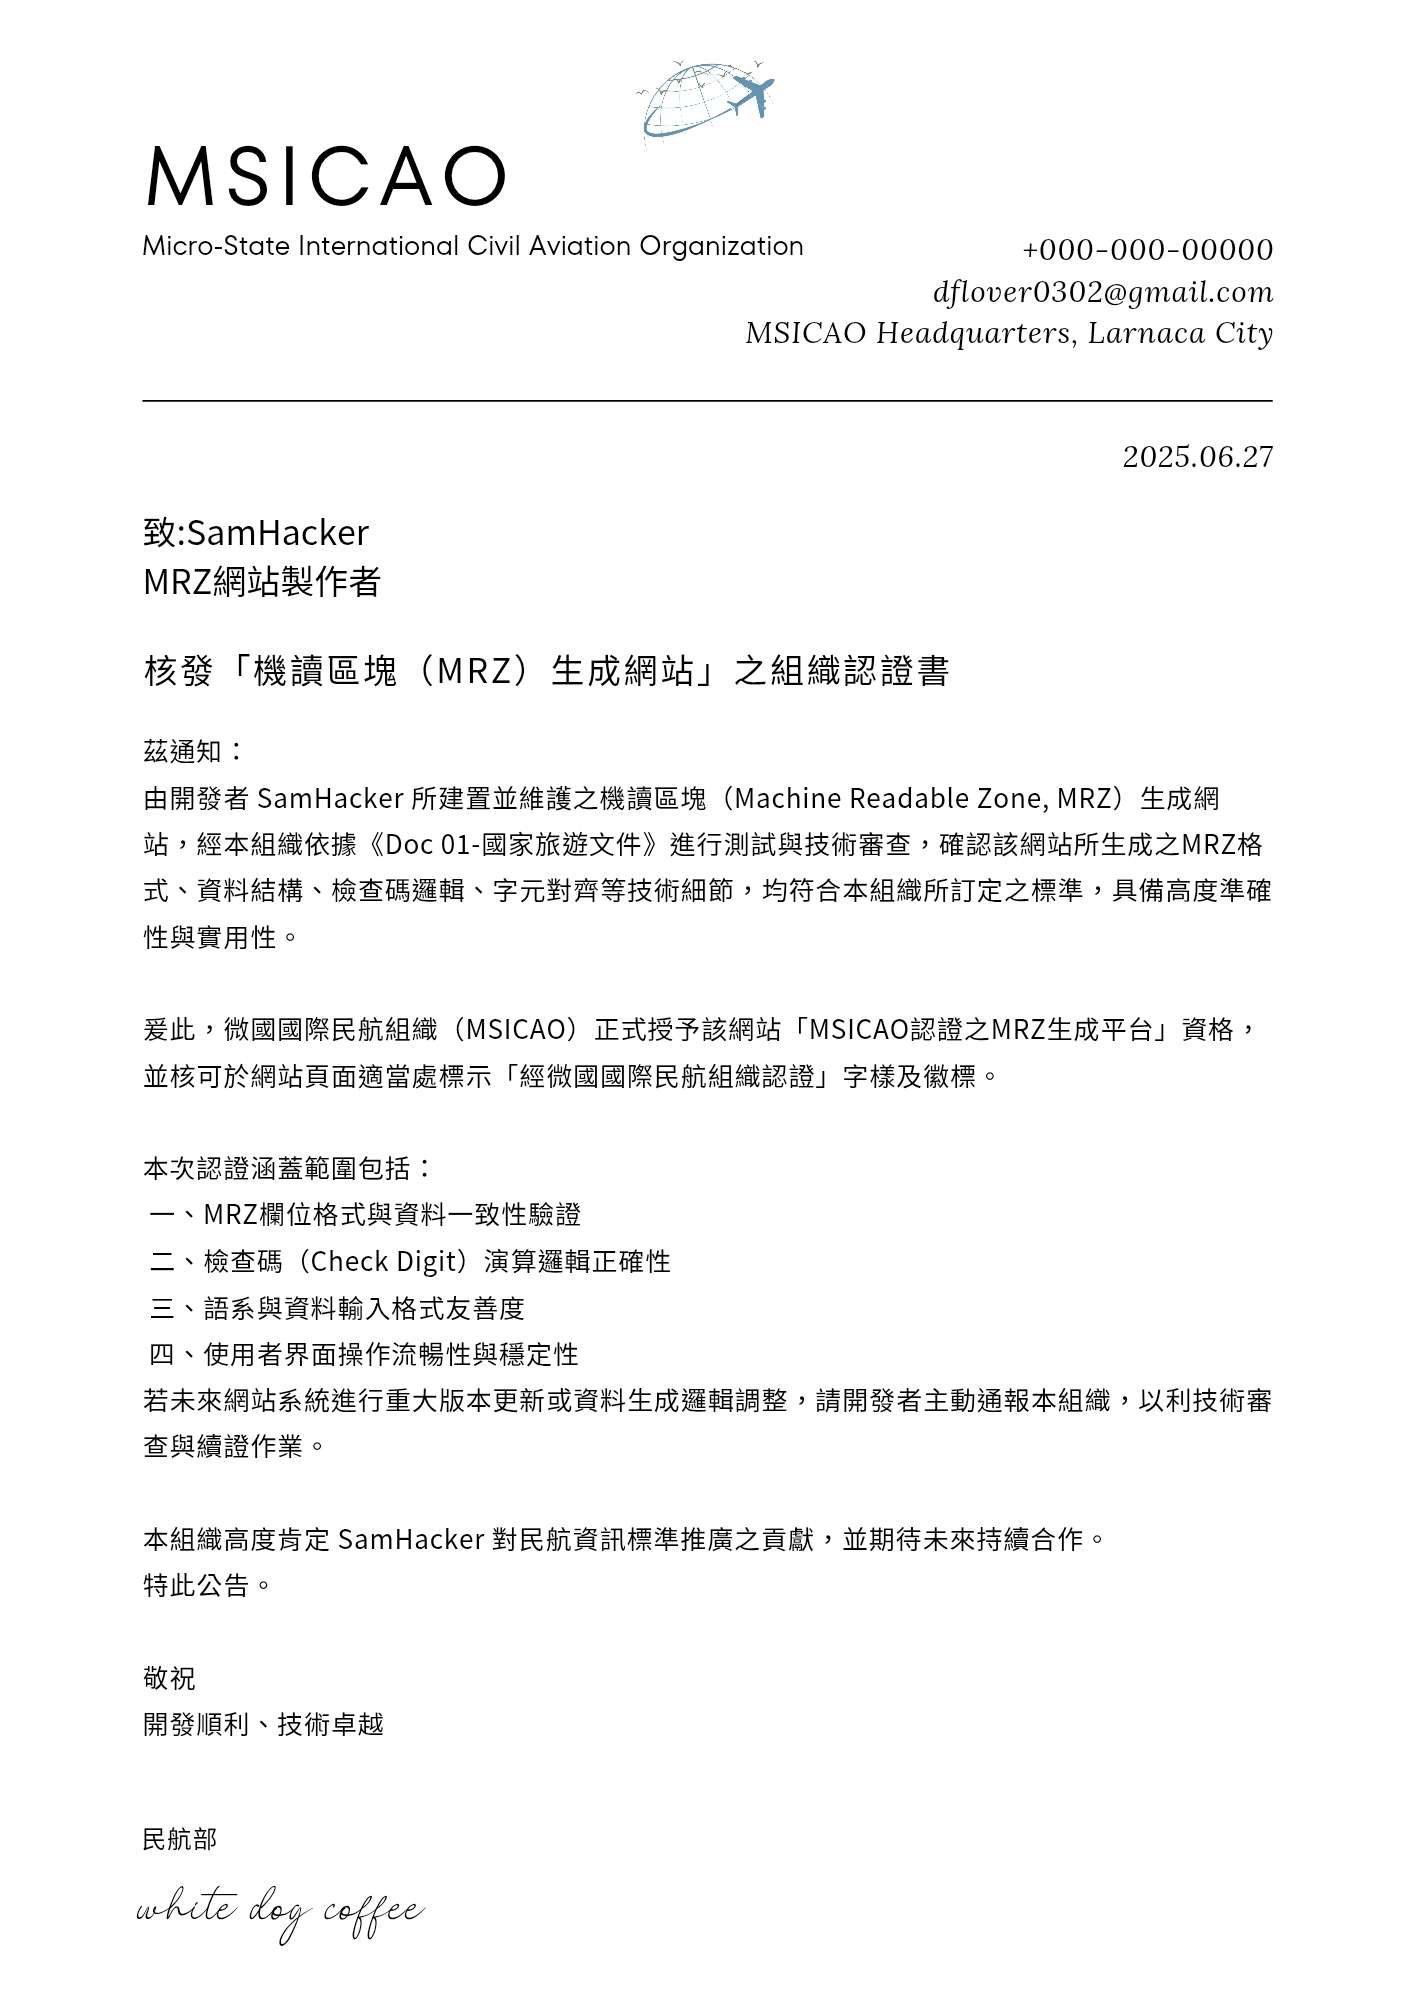 MSICAO
Micro-State International Civil Aviation Organization
+000-000-00000
dflover0302@gmail.com
MSICAO Headquarters, Larnaca City
2025.06.27
致:SamHacker
MRZ網站製作者
核發「機讀區塊（MRZ）生成網站」之組織認證書
茲通知：
由開發者 SamHacker 所建置並維護之機讀區塊（Machine Readable Zone, MRZ）生成網
站，經本組織依據《Doc 01-國家旅遊文件》進行測試與技術審查，確認該網站所生成之MRZ格
式、資料結構、檢查碼邏輯、字元對齊等技術細節，均符合本組織所訂定之標準，具備高度準確
性與實用性。
爰此，微國國際民航組織（MSICAO）正式授予該網站「MSICAO認證之MRZ生成平台」資格，
並核可於網站頁面適當處標示「經微國國際民航組織認證」字樣及徽標。
本次認證涵蓋範圍包括：
一、MRZ欄位格式與資料一致性驗證
二、檢查碼（Check Digit）演算邏輯正確性
三、語系與資料輸入格式友善度
四、使用者界面操作流暢性與穩定性
若未來網站系統進行重大版本更新或資料生成邏輯調整，請開發者主動通報本組織，以利技術審
查與續證作業。
本組織高度肯定 SamHacker 對民航資訊標準推廣之貢獻，並期待未來持續合作。
特此公告。
敬祝
開發順利、技術卓越
民航部
white dog coffee